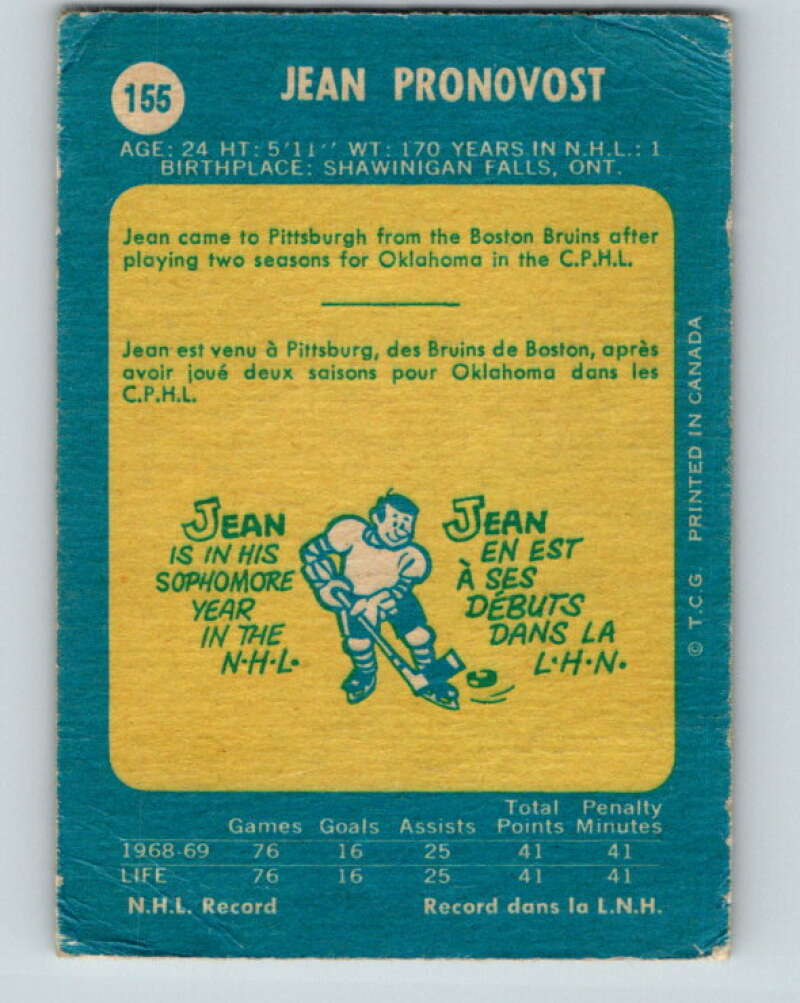 155
JEAN PRONOVOST
AGE: 24 HT: 5'11'' WT: 170 YEARS IN N.H.L.: 1
BIRTHPLACE: SHAWINIGAN FALLS, ONT.
Jean came to Pittsburgh from the Boston Bruins after
playing two seasons for Oklahoma in the C.P.H.L.
Jean est venu à Pittsburg, des Bruins de Boston, après
avoir joué deux saisons pour Oklahoma dans les
C.P.H.L.
JEAN
IS IN HIS
SOPHOMORE
YEAR
IN THE
N·H·L·
JEAN
EN EST
À SES
DÉBUTS
DANS LA
L·H·N·
© T.C.G. PRINTED IN CANADA
Total Penalty
Games Goals Assists Points Minutes
1968-69 76 16 25 41 41
LIFE 76 16 25 41 41
N.H.L. Record Record dans la L.N.H.